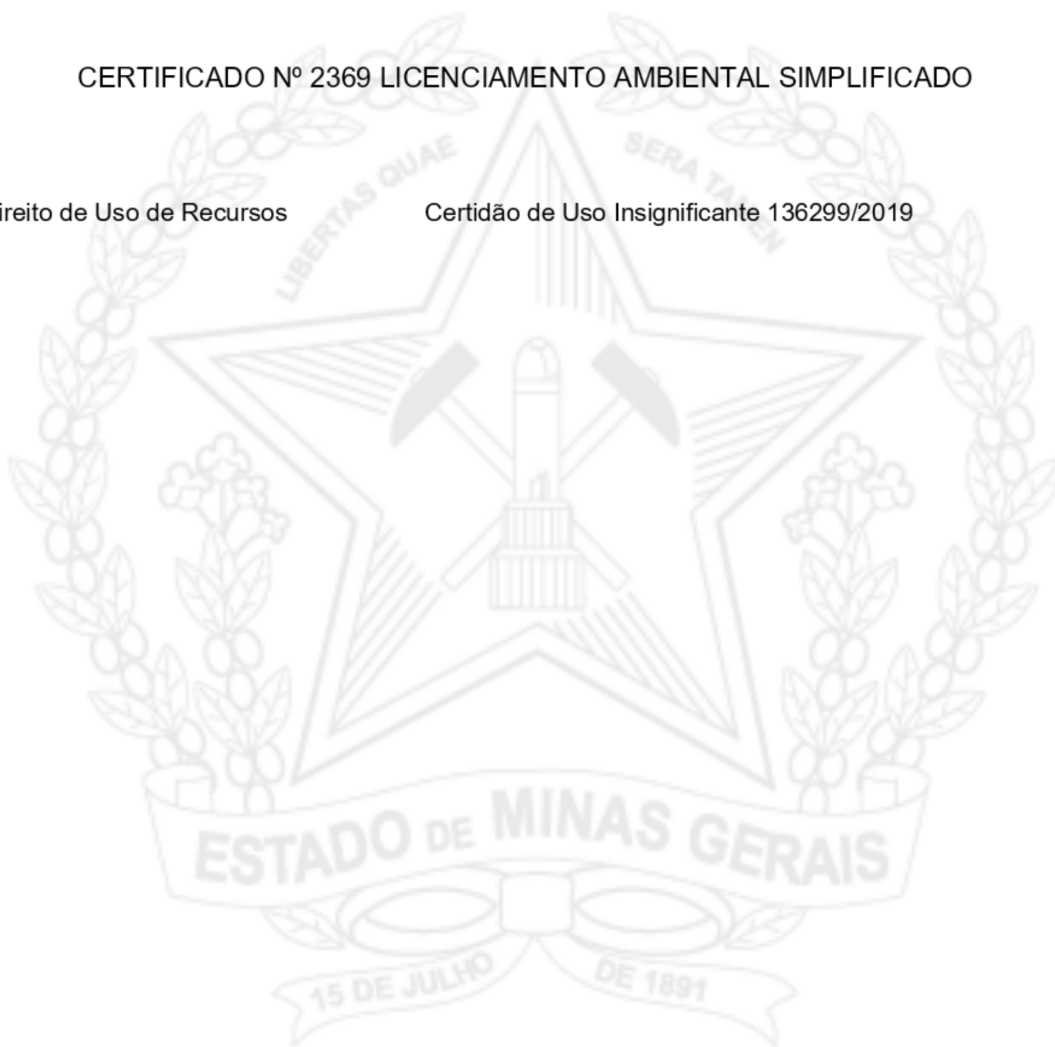 CERTIFICADO Nº 2369 LICENCIAMENTO AMBIENTAL SIMPLIFICADO
LIBERTAS QUAE SERA TAMEN
ireito de Uso de Recursos Certidão de Uso Insignificante 136299/2019
ESTADO DE MINAS GERAIS
15 DE JULHO DE 1891